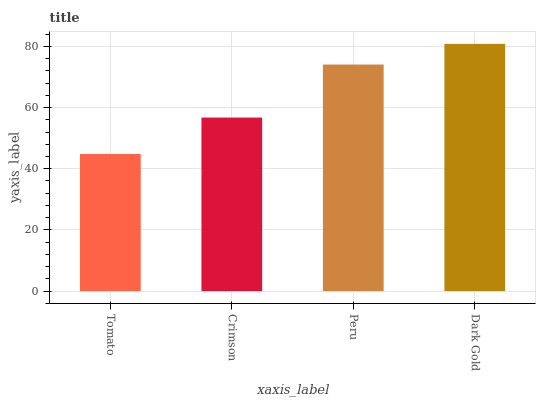 title
yaxis_label
80
60
40
20
0
Tomato
Crimson
Peru
Dark Gold
xaxis_label